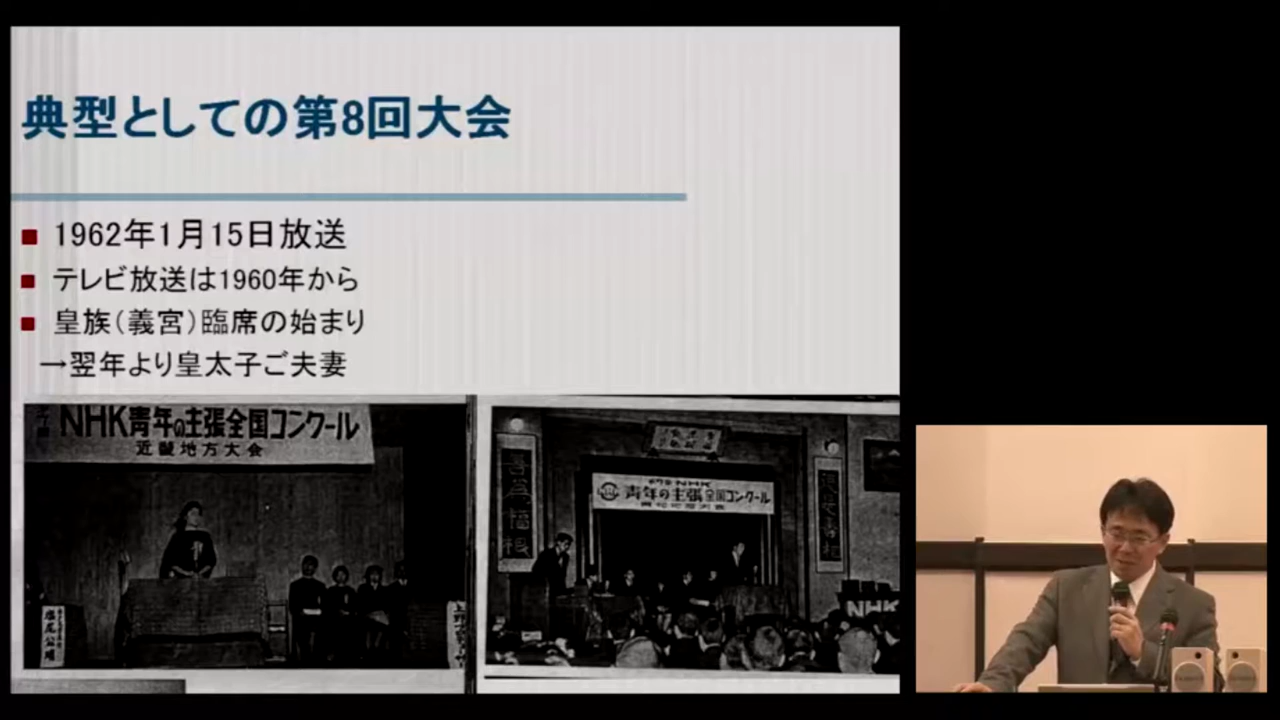 典型としての第8回大会
1962年1月15日放送
テレビ放送は1960年から
皇族(義宮)臨席の始まり
→翌年より皇太子ご夫妻
NHK青年の主張全国コンクール
近畿地方大会
NHK
青年の主張全国コンクール
NHK